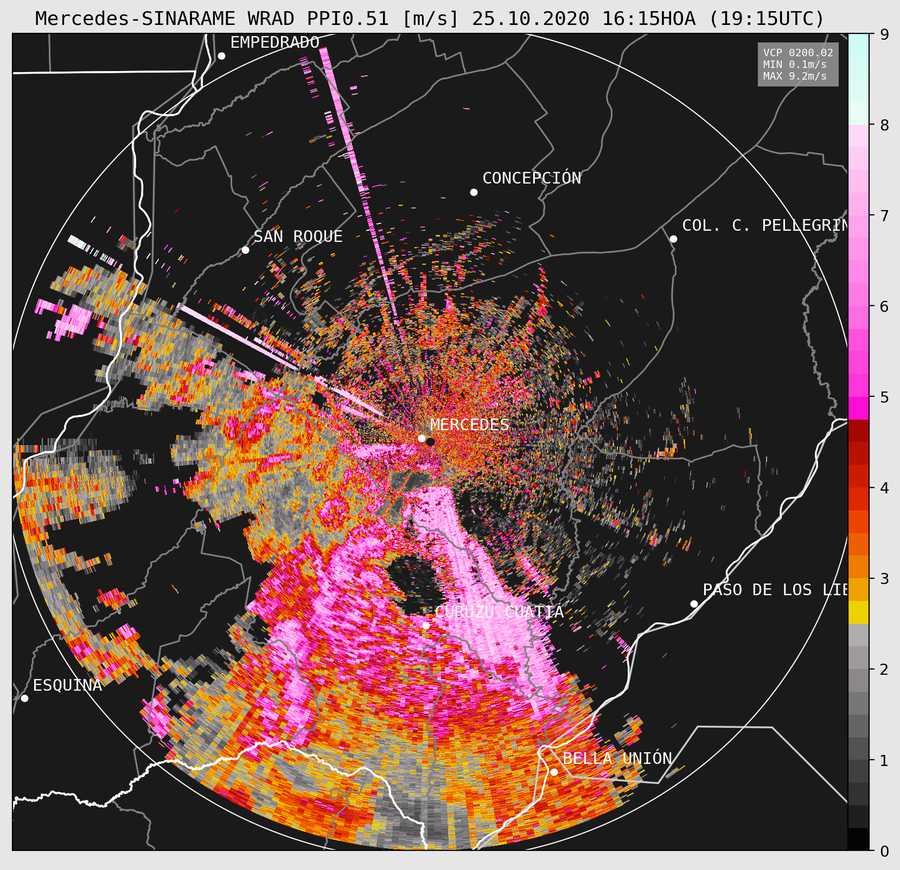 Mercedes-SINARAME WRAD PPI0.51 [m/s] 25.10.2020 16:15HOA (19:15UTC)
EMPEDRADO
VCP 0200.02
MIN 0.1m/s
MAX 9.2m/s
9
8
CONCEPCIÓN
7
COL. C. PELLEGRIN
SAN ROQUE
6
5
MERCEDES
4
3
PASO DE LOS LIB
CURUZU CUATIA
2
ESQUINA
BELLA UNIÓN
1
0